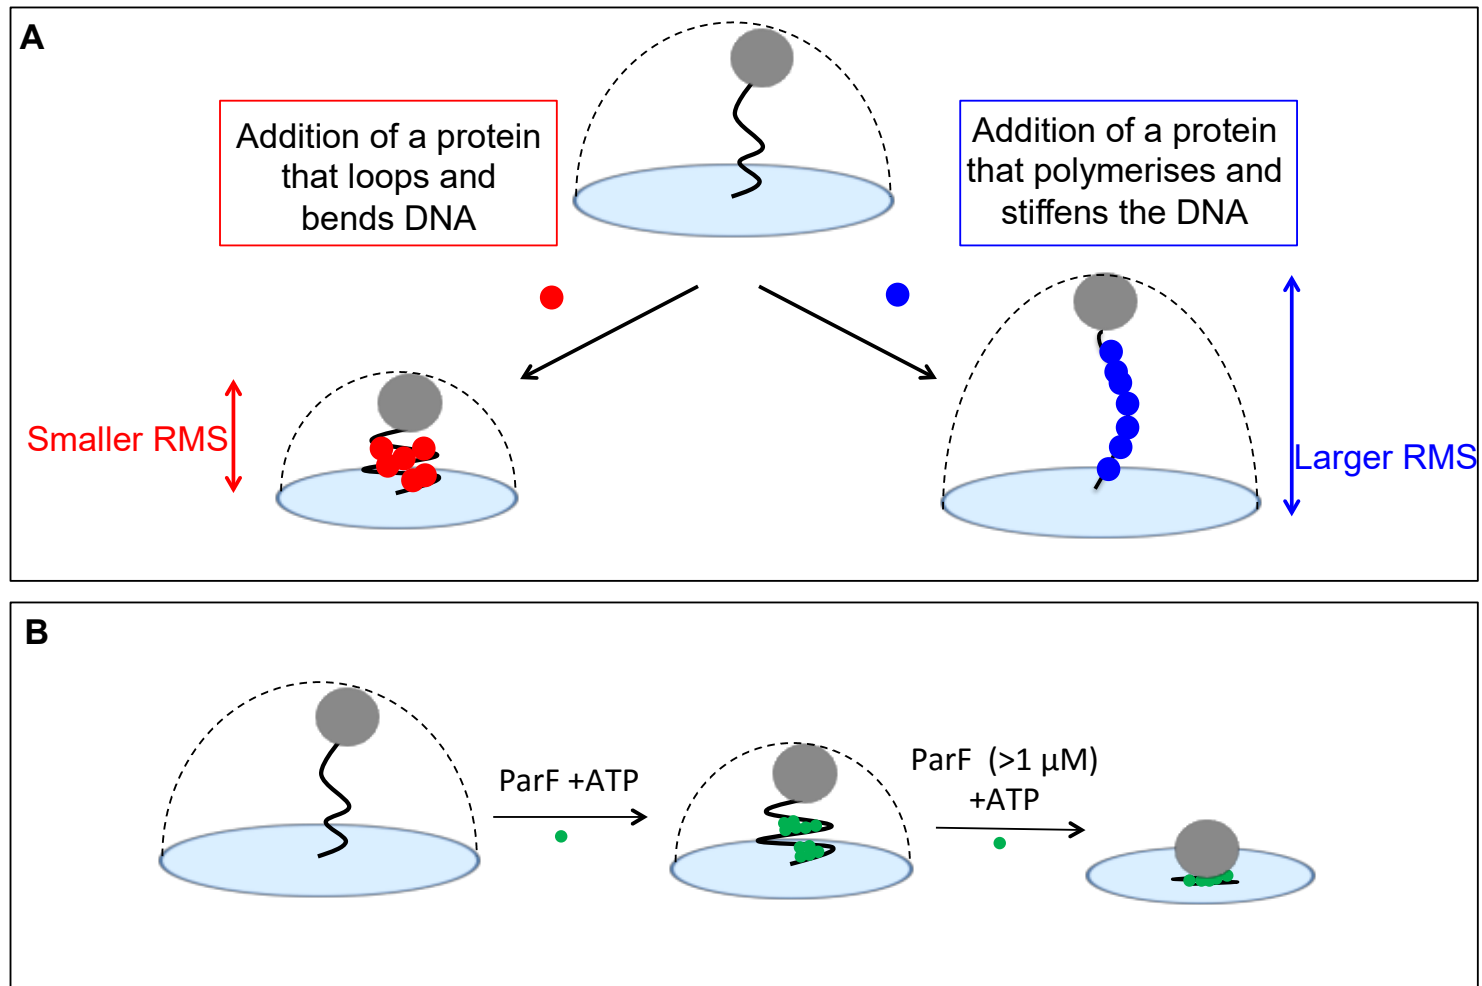 A
Addition of a protein
that loops and
bends DNA
Addition of a protein
that polymerises and
stiffens the DNA
Smaller RMS
Larger RMS
B
ParF +ATP
ParF  (>1 μM)
+ATP